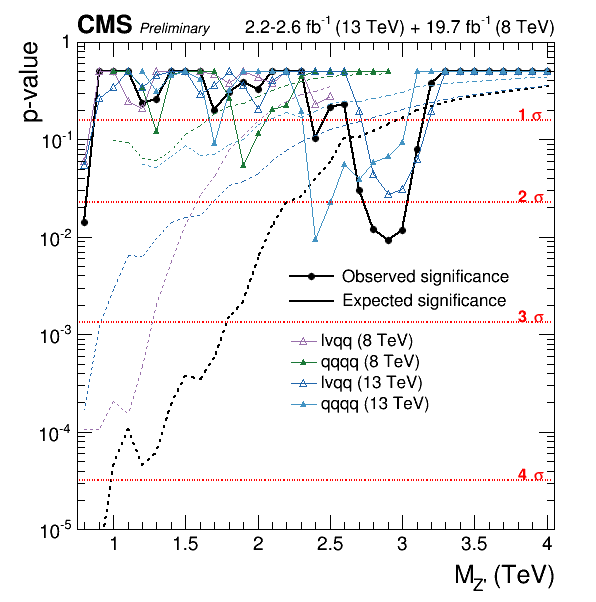 CMS Preliminary 2.2-2.6 fb⁻¹ (13 TeV) + 19.7 fb⁻¹ (8 TeV)
p-value
1
10⁻¹
10⁻²
10⁻³
10⁻⁴
10⁻⁵
1 σ
2 σ
3 σ
4 σ
Observed significance
Expected significance
lvqq (8 TeV)
qqqq (8 TeV)
lvqq (13 TeV)
qqqq (13 TeV)
1 1.5 2 2.5 3 3.5 4
M_Z' (TeV)